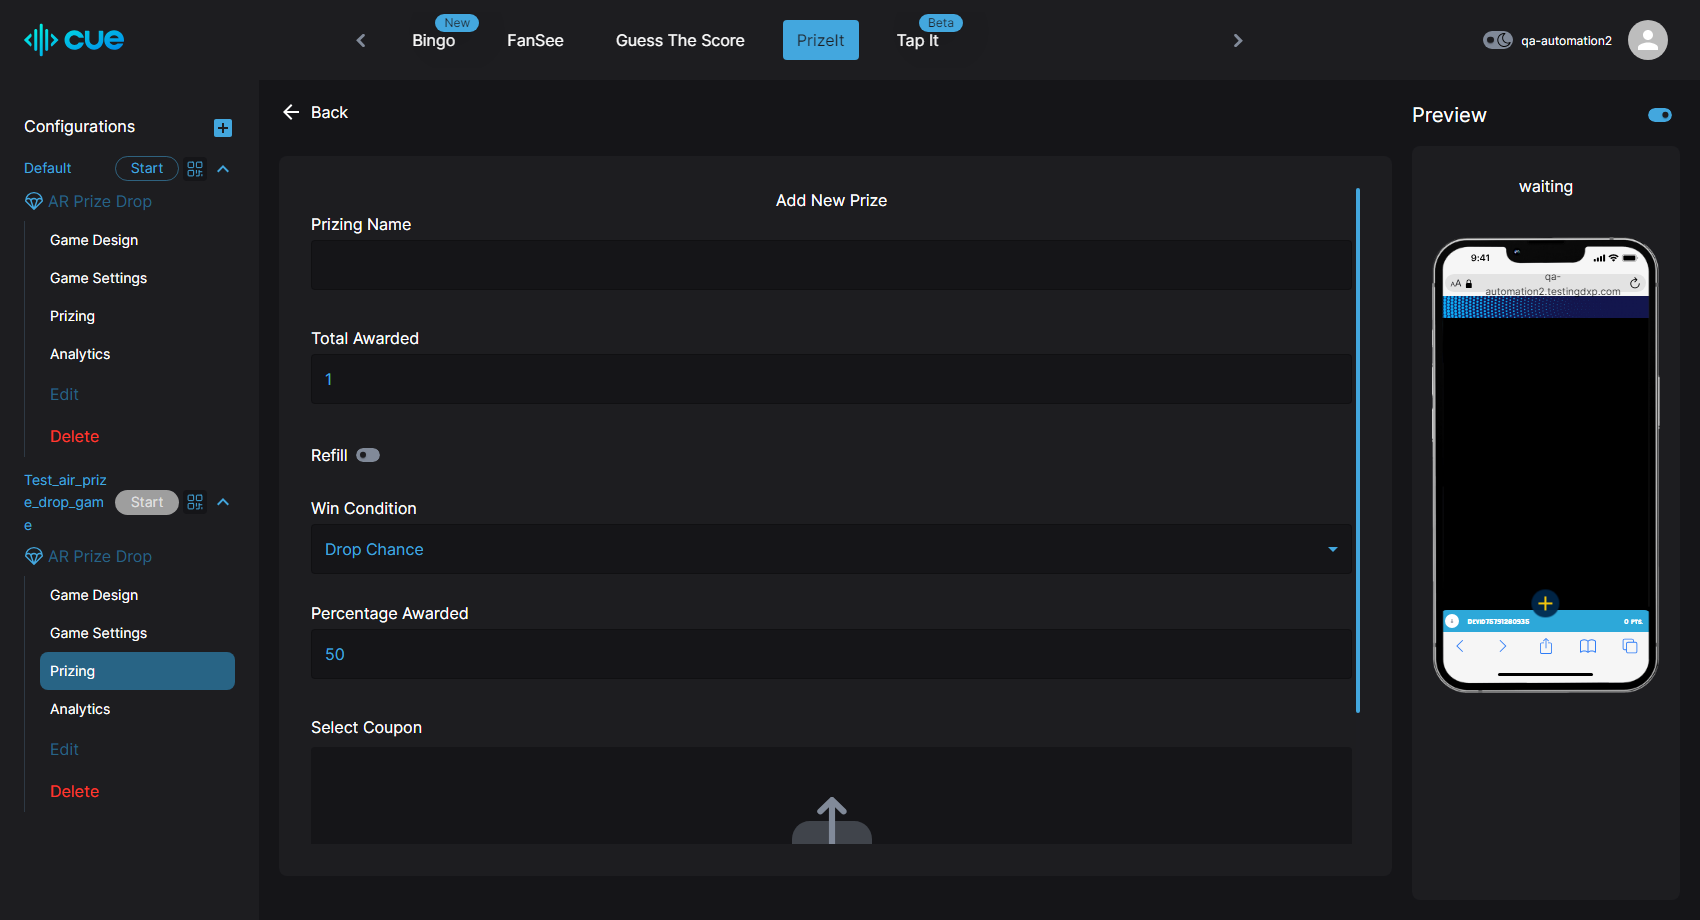 cue
New
Bingo
FanSee
Guess The Score
PrizeIt
Beta
Tap It
qa-automation2
Configurations
Default
Start
AR Prize Drop
Game Design
Game Settings
Prizing
Analytics
Edit
Delete
Test_air_priz
e_drop_gam
e
Start
AR Prize Drop
Game Design
Game Settings
Prizing
Analytics
Edit
Delete
Back
Add New Prize
Prizing Name
Total Awarded
1
Refill
Win Condition
Drop Chance
Percentage Awarded
50
Select Coupon
Preview
waiting
9:41
AA
qa-
automation2.testingdxp.com
0 PTS.